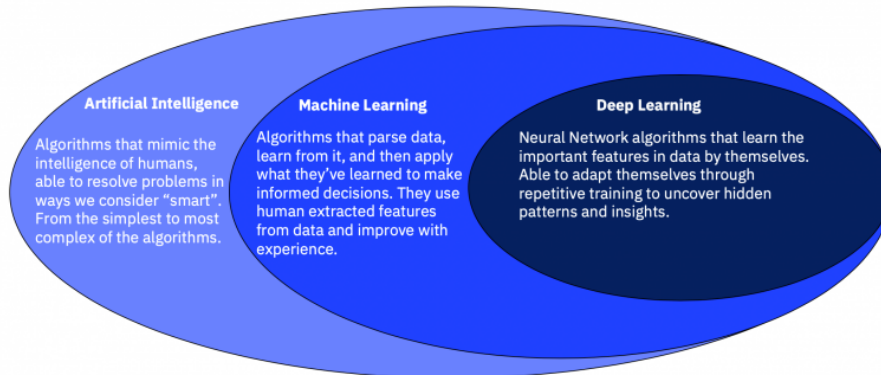 Artificial Intelligence
Algorithms that mimic the
intelligence of humans,
able to resolve problems in
ways we consider “smart”.
From the simplest to most
complex of the algorithms.
Machine Learning
Algorithms that parse data,
learn from it, and then apply
what they’ve learned to make
informed decisions. They use
human extracted features
from data and improve with
experience.
Deep Learning
Neural Network algorithms that learn the
important features in data by themselves.
Able to adapt themselves through
repetitive training to uncover hidden
patterns and insights.